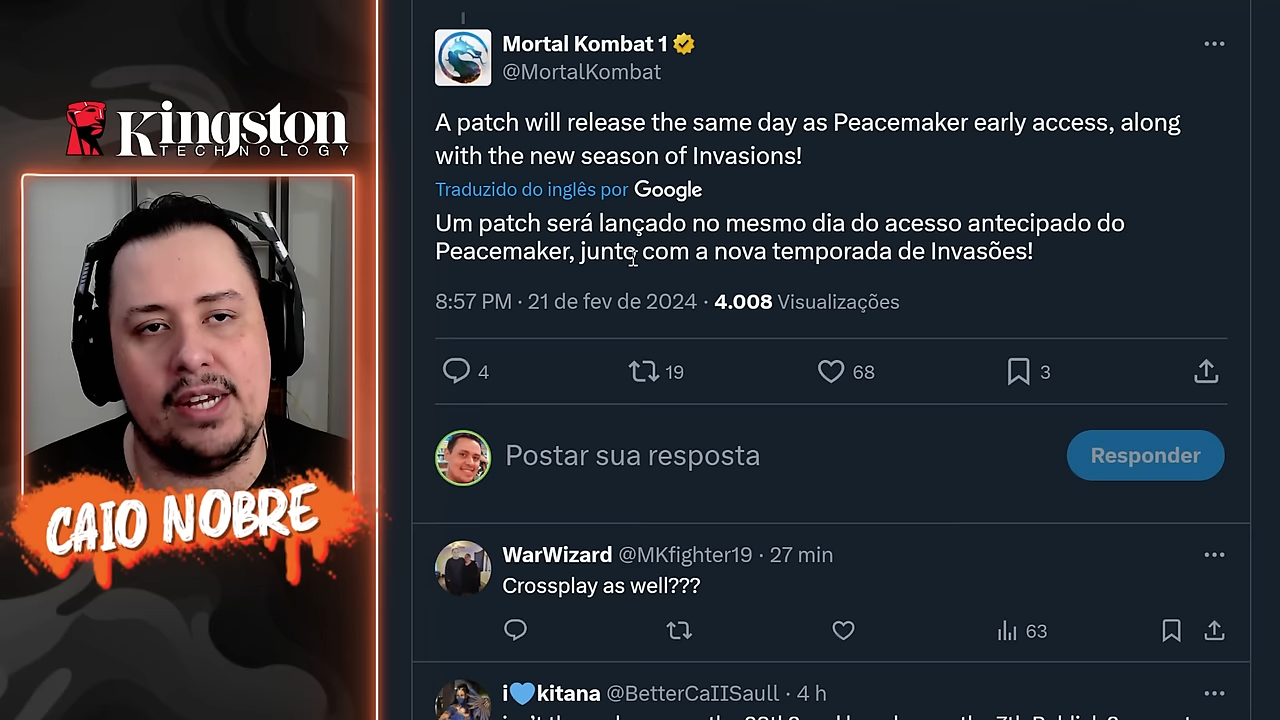 Kingston
TECHNOLOGY
CAIO NOBRE
Mortal Kombat 1
@MortalKombat
A patch will release the same day as Peacemaker early access, along
with the new season of Invasions!
Traduzido do inglês por Google
Um patch será lançado no mesmo dia do acesso antecipado do
Peacemaker, junto com a nova temporada de Invasões!
8:57 PM · 21 de fev de 2024 · 4.008 Visualizações
4 19 68 3
Postar sua resposta
Responder
WarWizard @MKfighter19 · 27 min
Crossplay as well???
63
i💙kitana @BetterCaIISaull · 4 h